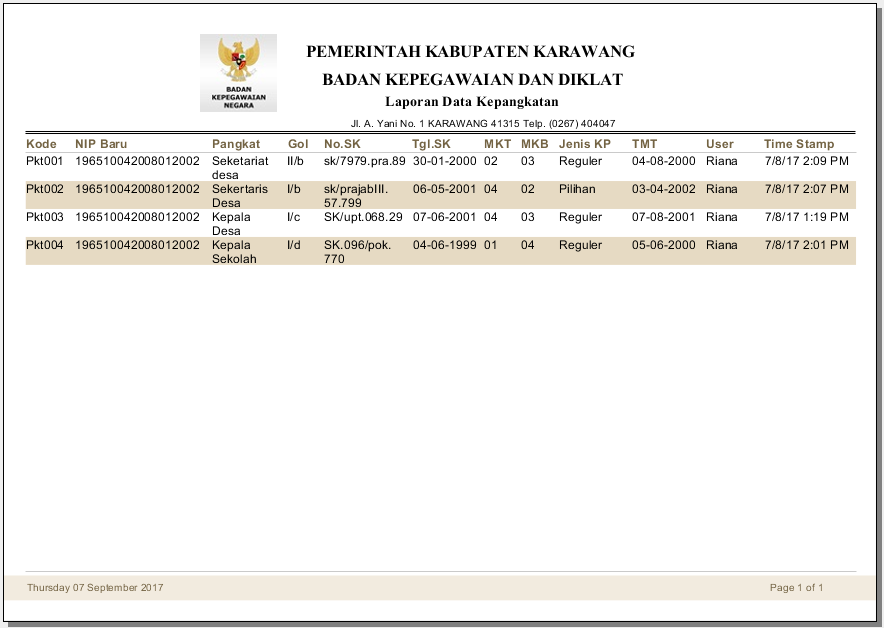 BADAN
KEPEGAWAIAN
NEGARA
PEMERINTAH KABUPATEN KARAWANG
BADAN KEPEGAWAIAN DAN DIKLAT
Laporan Data Kepangkatan
Jl. A. Yani No. 1 KARAWANG 41315 Telp. (0267) 404047
Kode NIP Baru Pangkat Gol No.SK Tgl.SK MKT MKB Jenis KP TMT User Time Stamp
Pkt001 196510042008012002 Seketariat II/b sk/7979.pra.89 30-01-2000 02 03 Reguler 04-08-2000 Riana 7/8/17 2:09 PM
desa
Pkt002 196510042008012002 Sekertaris I/b sk/prajabIII. 06-05-2001 04 02 Pilihan 03-04-2002 Riana 7/8/17 2:07 PM
Desa 57.799
Pkt003 196510042008012002 Kepala I/c SK/upt.068.29 07-06-2001 04 03 Reguler 07-08-2001 Riana 7/8/17 1:19 PM
Desa
Pkt004 196510042008012002 Kepala I/d SK.096/pok. 04-06-1999 01 04 Reguler 05-06-2000 Riana 7/8/17 2:01 PM
Sekolah 770
Thursday 07 September 2017 Page 1 of 1